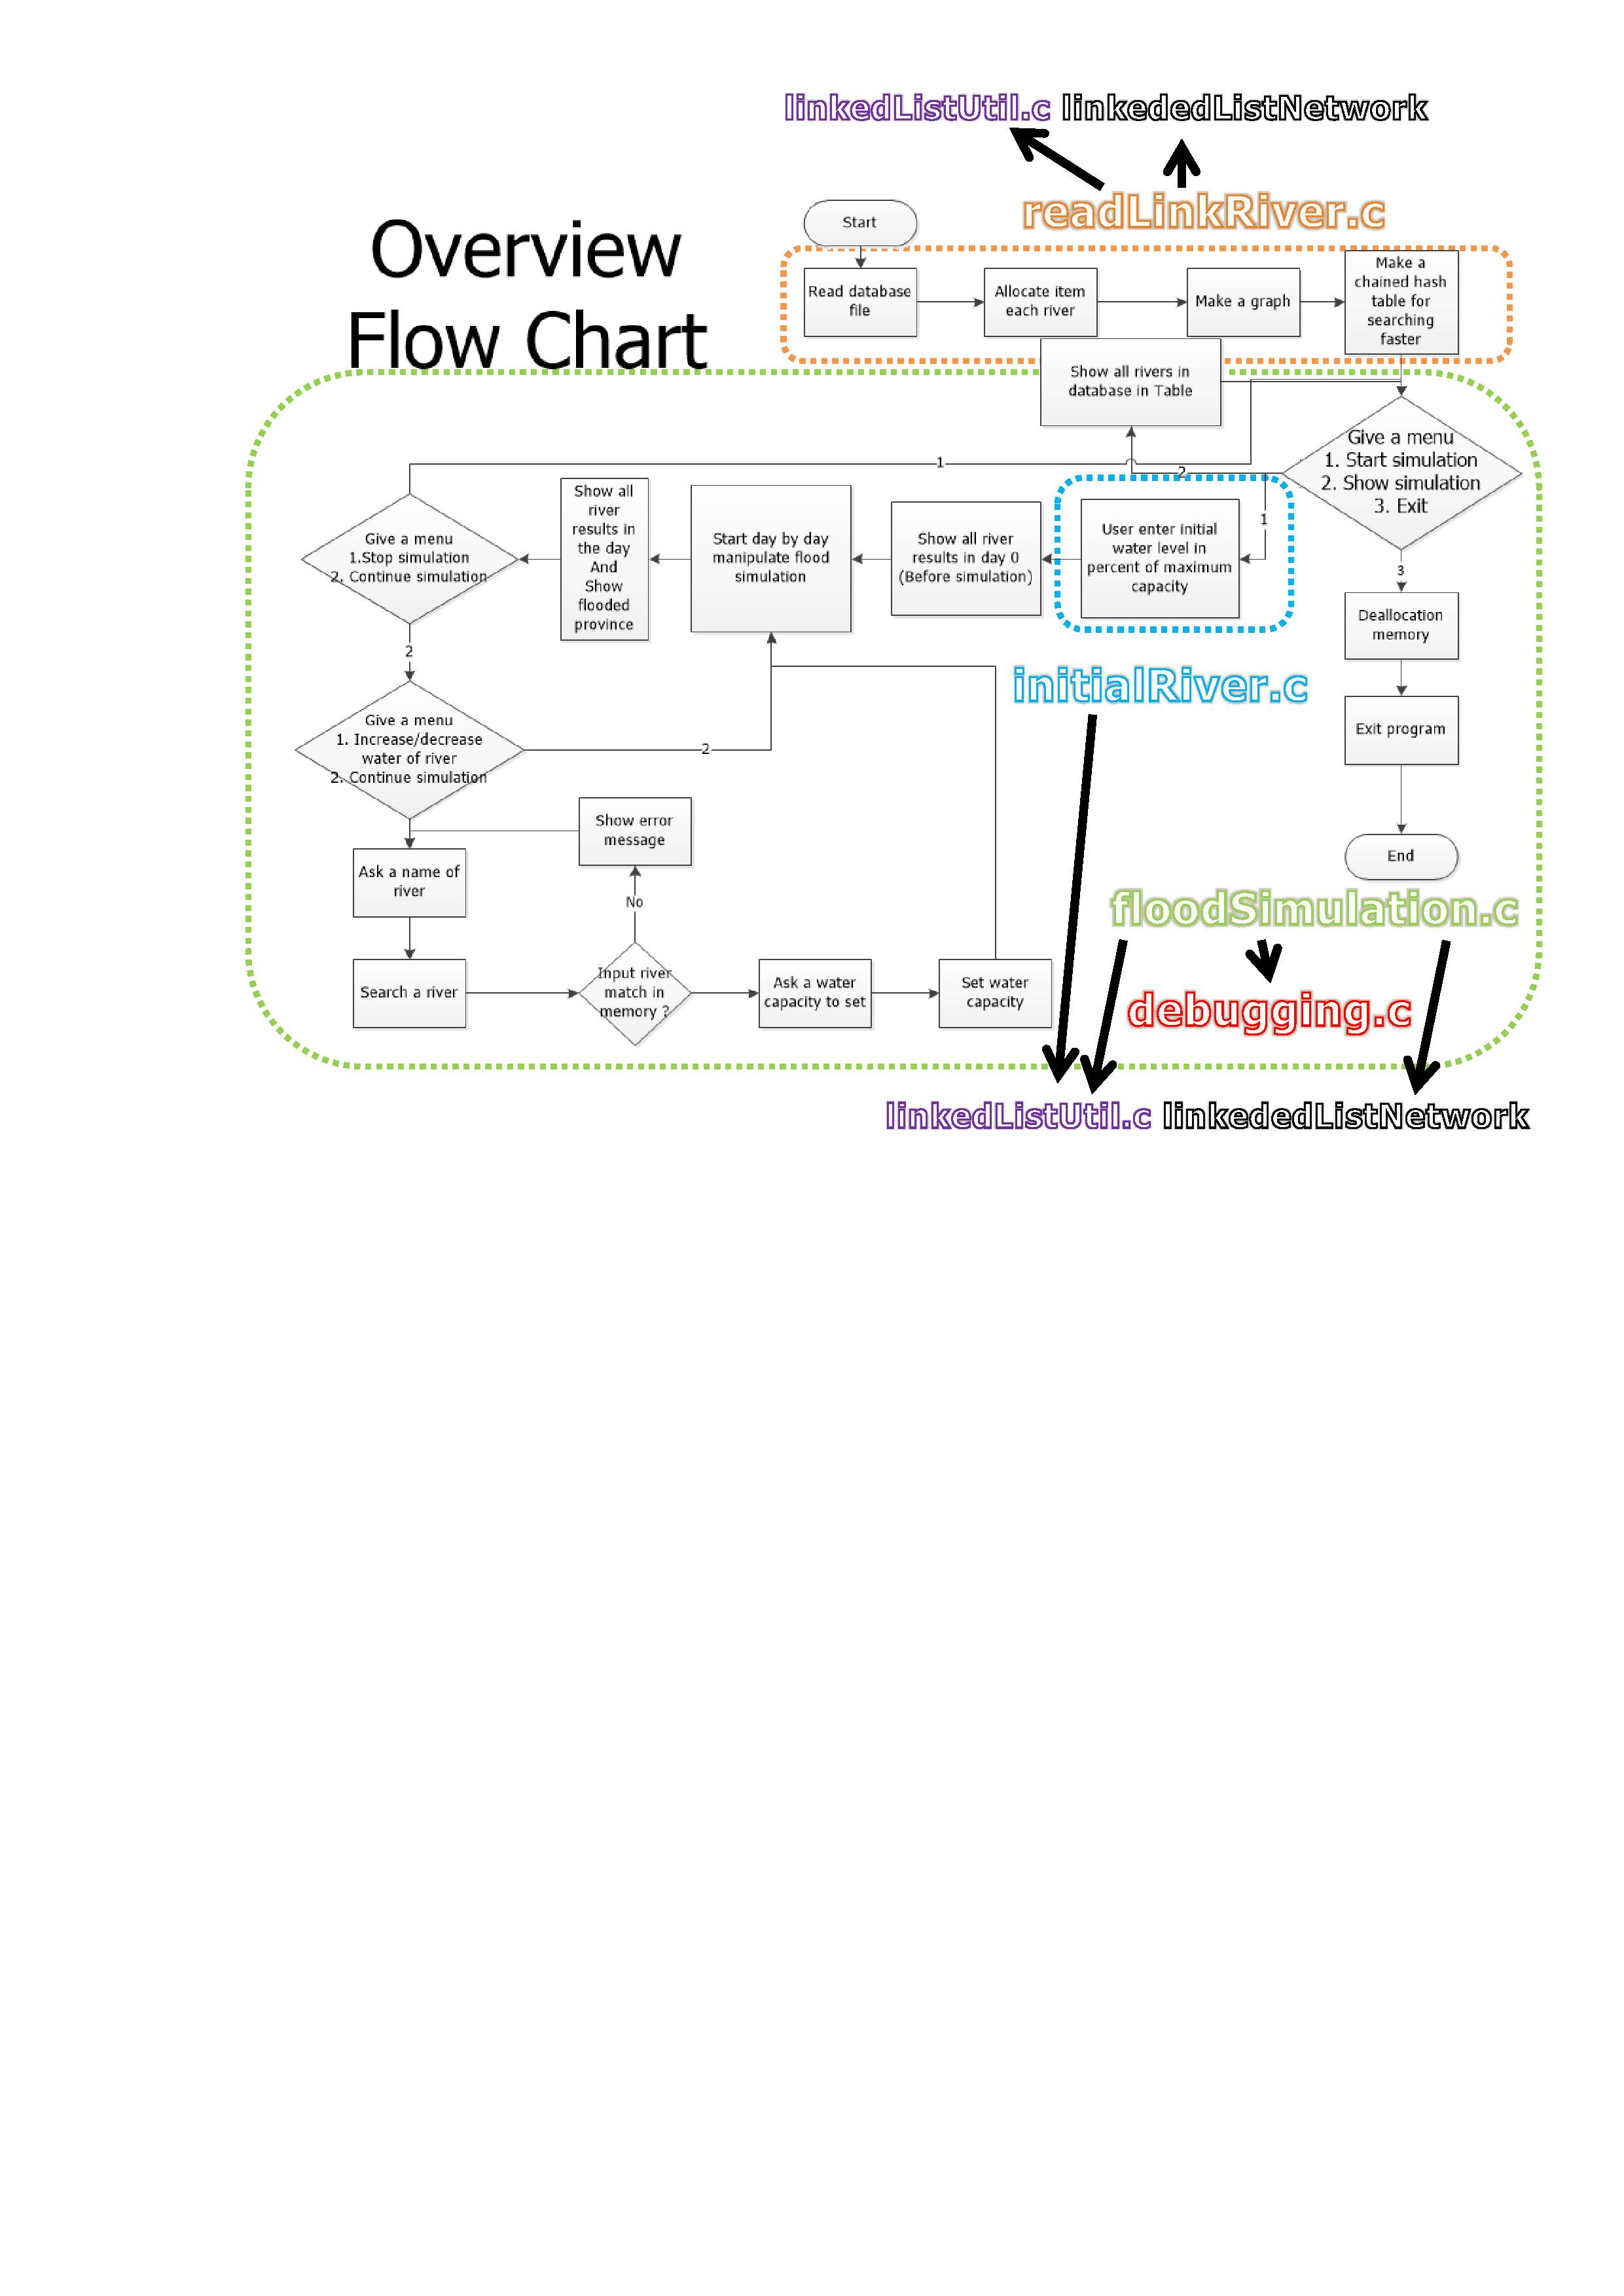 linkedListUtil.c linkededListNetwork
readLinkRiver.c
Overview
Flow Chart
Start
Read database
file
Allocate item
each river
Make a graph
Make a
chained hash
table for
searching
faster
Show all rivers in
database in Table
Give a menu
1. Start simulation
2. Show simulation
3. Exit
1
2
1
3
Show all
river
results in
the day
And
Show
flooded
province
Start day by day
manipulate flood
simulation
Show all river
results in day 0
(Before simulation)
User enter initial
water level in
percent of maximum
capacity
Give a menu
1.Stop simulation
2. Continue simulation
2
Deallocation
memory
initialRiver.c
Give a menu
1. Increase/decrease
water of river
2. Continue simulation
2
Exit program
Show error
message
Ask a name of
river
No
End
floodSimulation.c
Search a river
Input river
match in
memory ?
Ask a water
capacity to set
Set water
capacity
debugging.c
linkedListUtil.c linkededListNetwork